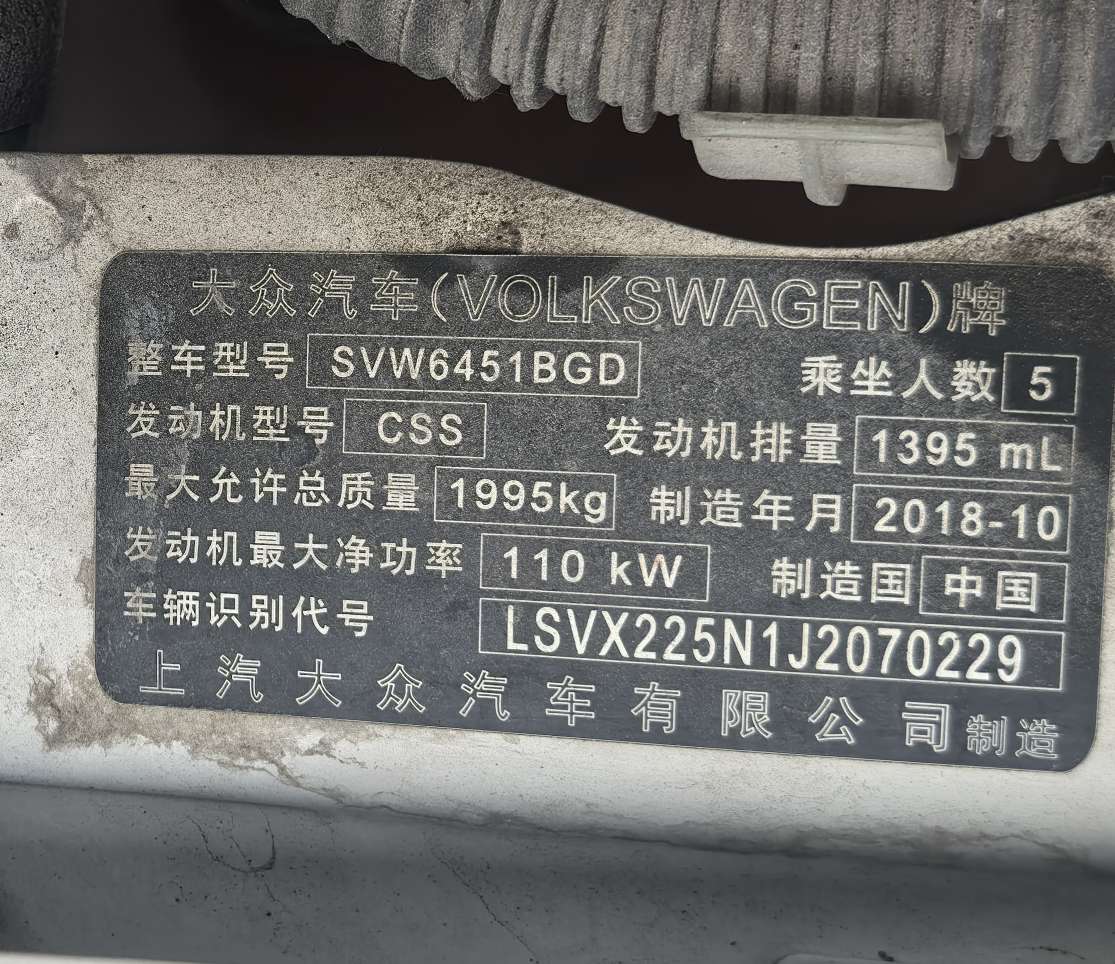 大众汽车(VOLKSWAGEN)牌
整车型号 SVW6451BGD 乘坐人数 5
发动机型号 CSS 发动机排量 1395 mL
最大允许总质量 1995kg 制造年月 2018-10
发动机最大净功率 110 kW 制造国 中国
车辆识别代号 LSVX225N1J2070229
上汽大众汽车有限公司制造